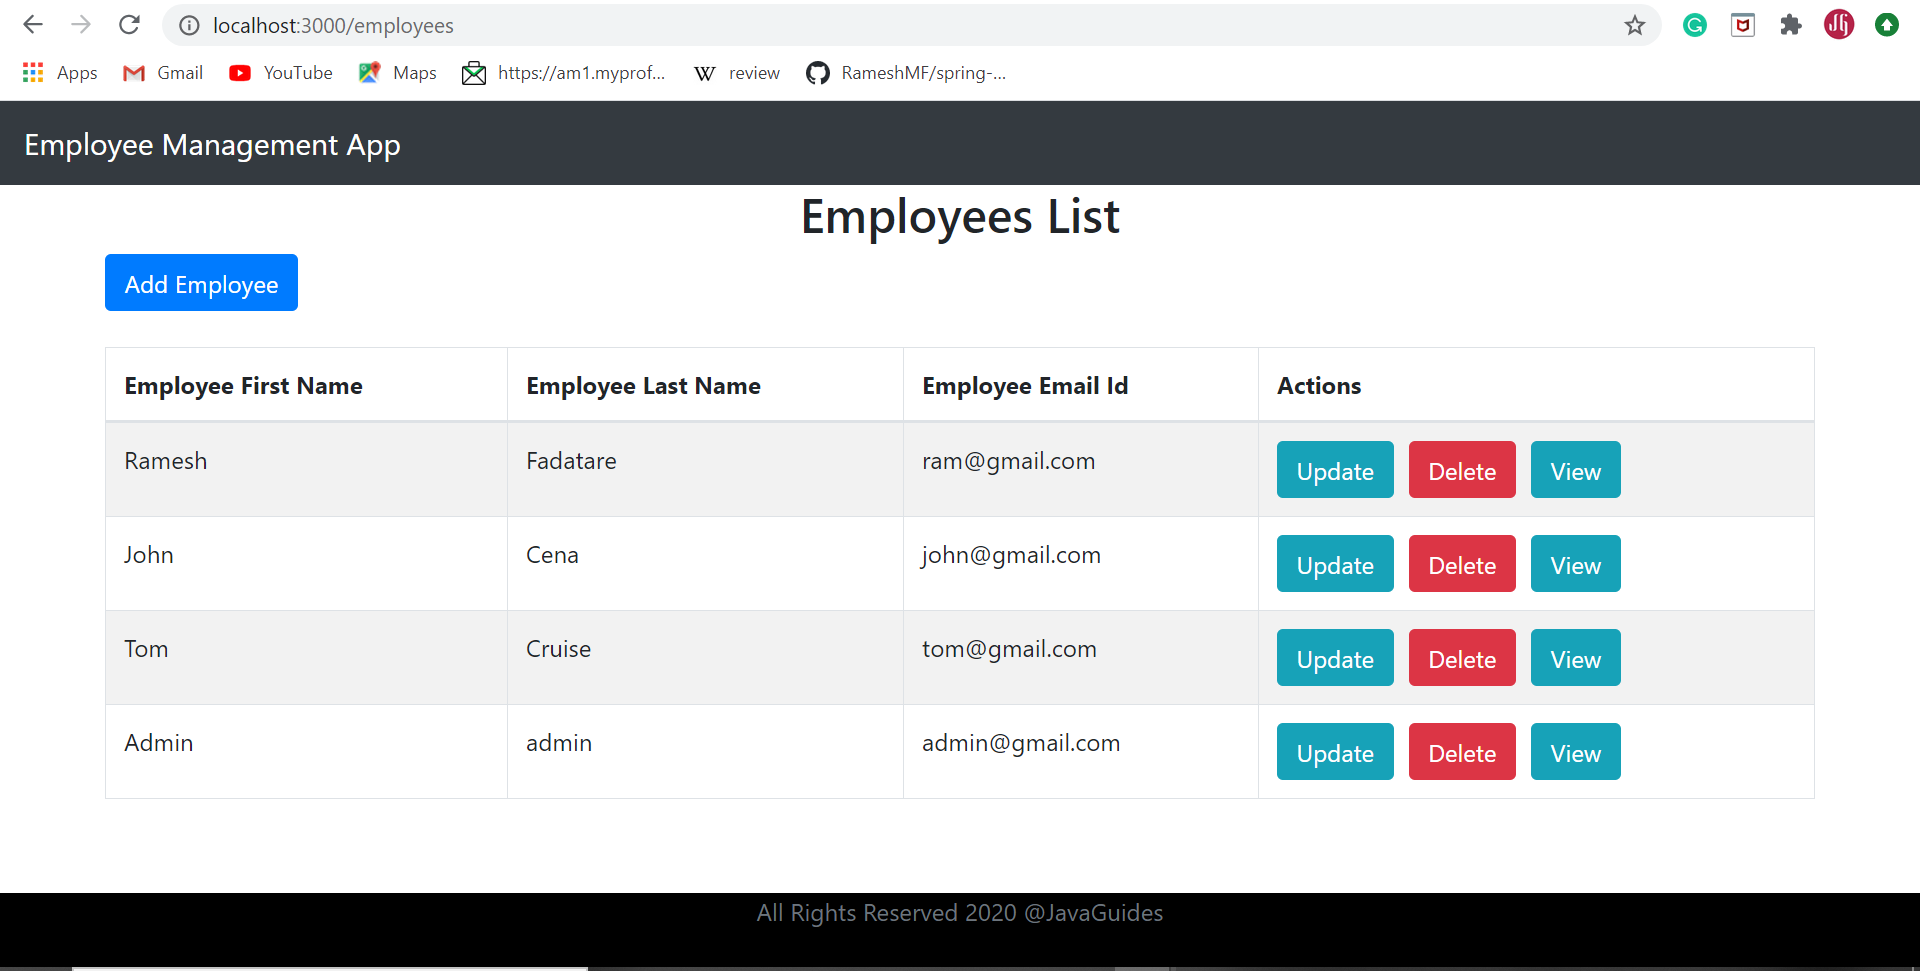 localhost:3000/employees
Apps Gmail YouTube Maps https://am1.myprof... W review RameshMF/spring-...
Employee Management App
Employees List
Add Employee
Employee First Name Employee Last Name Employee Email Id Actions
Ramesh Fadatare ram@gmail.com Update Delete View
John Cena john@gmail.com Update Delete View
Tom Cruise tom@gmail.com Update Delete View
Admin admin admin@gmail.com Update Delete View
All Rights Reserved 2020 @JavaGuides